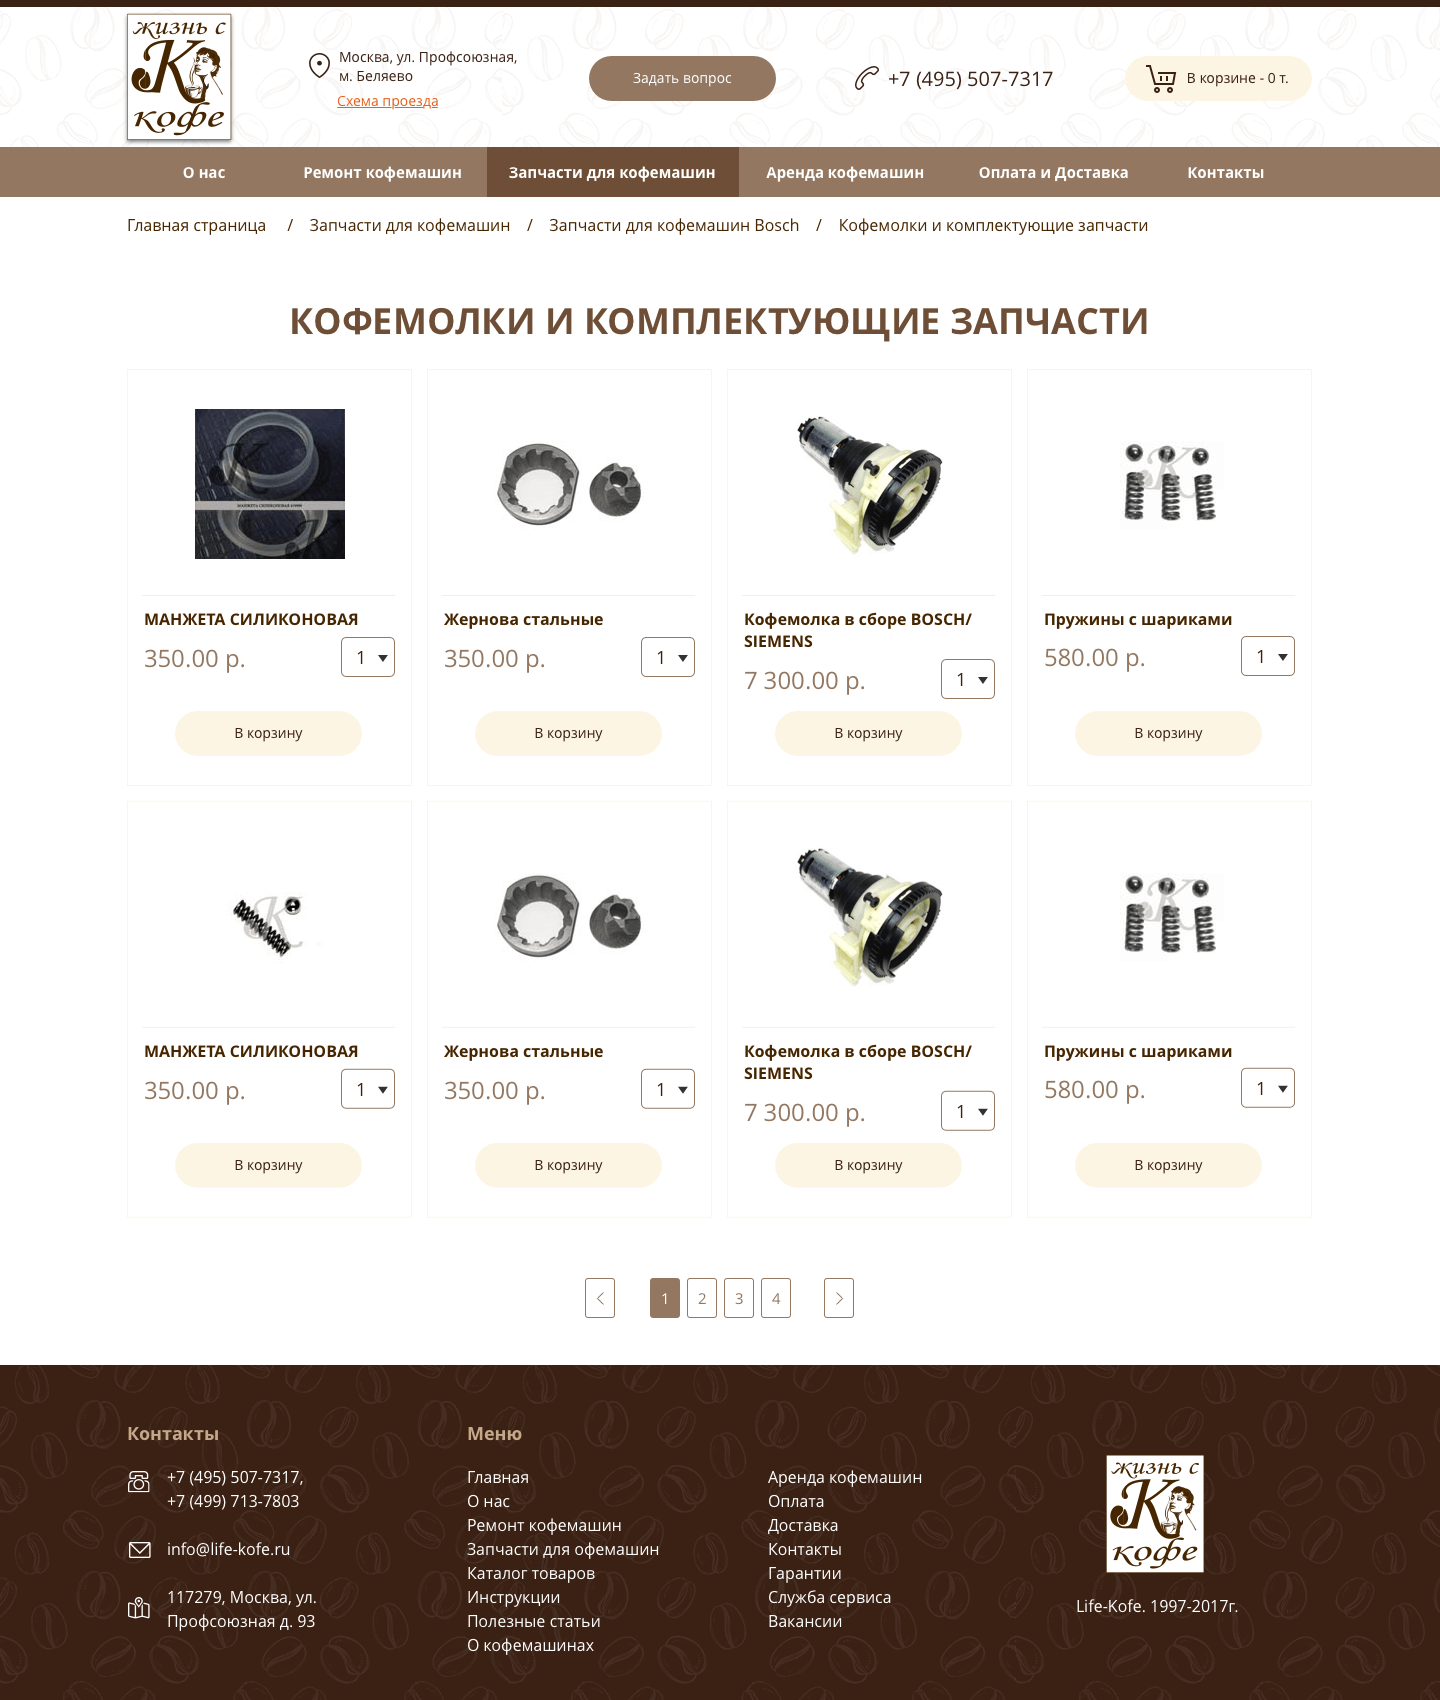 жизнь с
К
кофе
Москва, ул. Профсоюзная,
м. Беляево
Схема проезда
Задать вопрос
+7 (495) 507-7317
В корзине - 0 т.
О нас
Ремонт кофемашин
Запчасти для кофемашин
Аренда кофемашин
Оплата и Доставка
Контакты
Главная страница / Запчасти для кофемашин / Запчасти для кофемашин Bosch / Кофемолки и комплектующие запчасти
КОФЕМОЛКИ И КОМПЛЕКТУЮЩИЕ ЗАПЧАСТИ
МАНЖЕТА СИЛИКОНОВАЯ
350.00 р.
1
В корзину
Жернова стальные
350.00 р.
1
В корзину
Кофемолка в сборе BOSCH/
SIEMENS
7 300.00 р.
1
В корзину
Пружины с шариками
580.00 р.
1
В корзину
МАНЖЕТА СИЛИКОНОВАЯ
350.00 р.
1
В корзину
Жернова стальные
350.00 р.
1
В корзину
Кофемолка в сборе BOSCH/
SIEMENS
7 300.00 р.
1
В корзину
Пружины с шариками
580.00 р.
1
В корзину
1 2 3 4
Контакты
+7 (495) 507-7317,
+7 (499) 713-7803
info@life-kofe.ru
117279, Москва, ул.
Профсоюзная д. 93
Меню
Главная
О нас
Ремонт кофемашин
Запчасти для офемашин
Каталог товаров
Инструкции
Полезные статьи
О кофемашинах
Аренда кофемашин
Оплата
Доставка
Контакты
Гарантии
Служба сервиса
Вакансии
жизнь с
К
кофе
Life-Kofe. 1997-2017г.